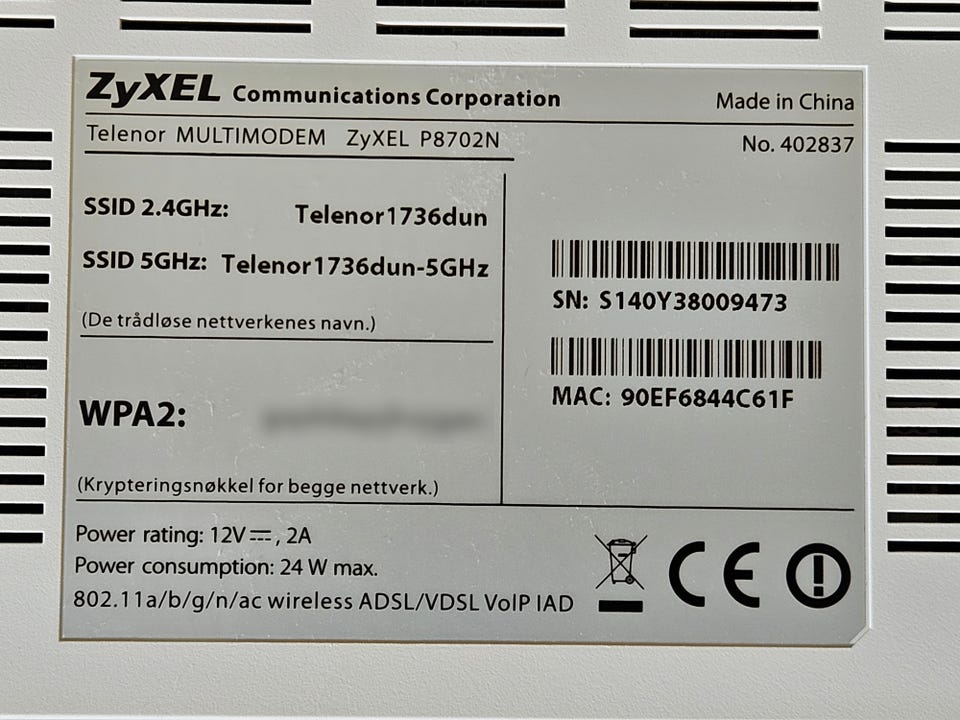 ZyXEL Communications Corporation
Made in China
Telenor MULTIMODEM ZyXEL P8702N
No. 402837
SSID 2.4GHz: Telenor1736dun
SSID 5GHz: Telenor1736dun-5GHz
(De trådløse nettverkenes navn.)
SN: S140Y38009473
MAC: 90EF6844C61F
WPA2:
(Krypteringsnøkkel for begge nettverk.)
Power rating: 12V⎓, 2A
Power consumption: 24 W max.
802.11a/b/g/n/ac wireless ADSL/VDSL VoIP IAD
CE